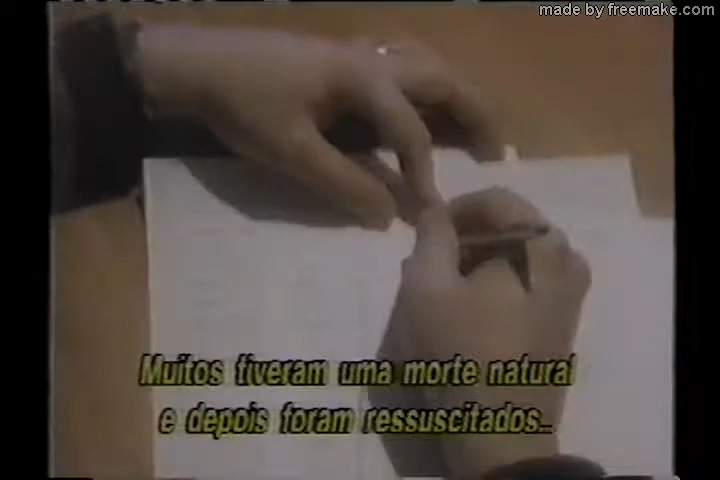 made by freemake.com
Muitos tiveram uma morte natural
e depois foram ressuscitados...